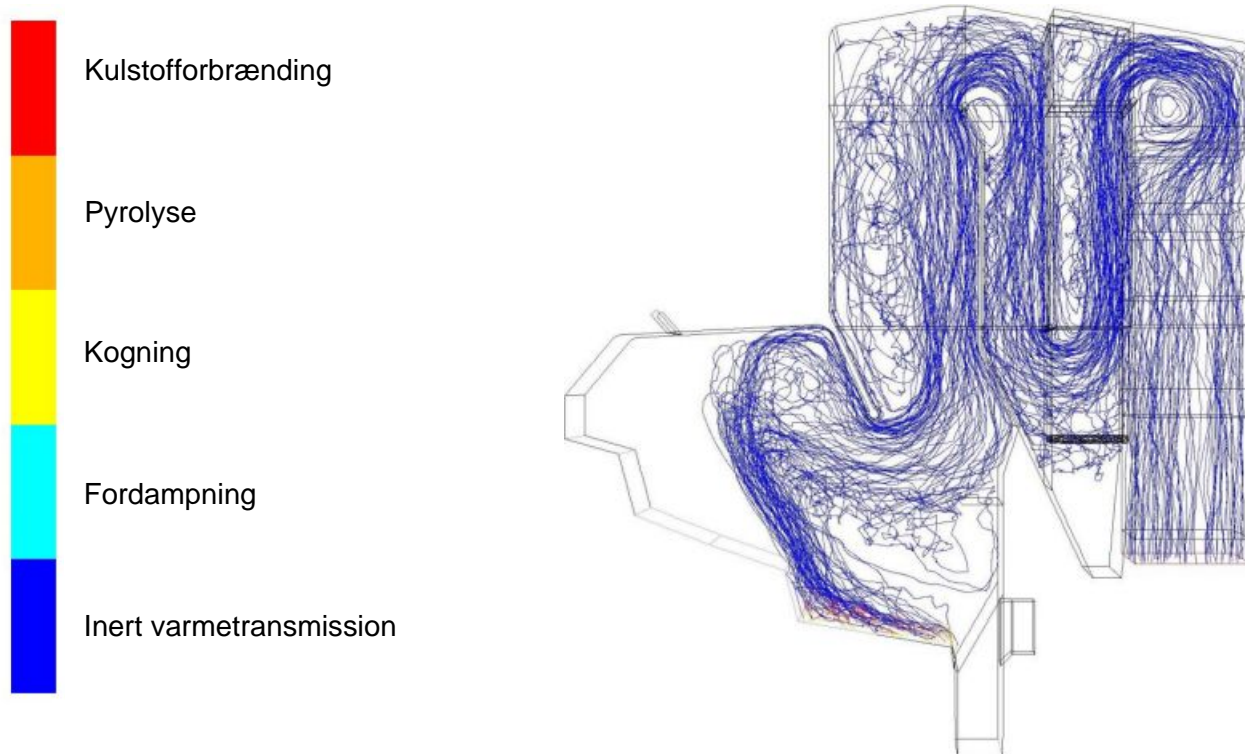 Kulstofforbrænding
Pyrolyse
Kogning
Fordampning
Inert varmetransmission